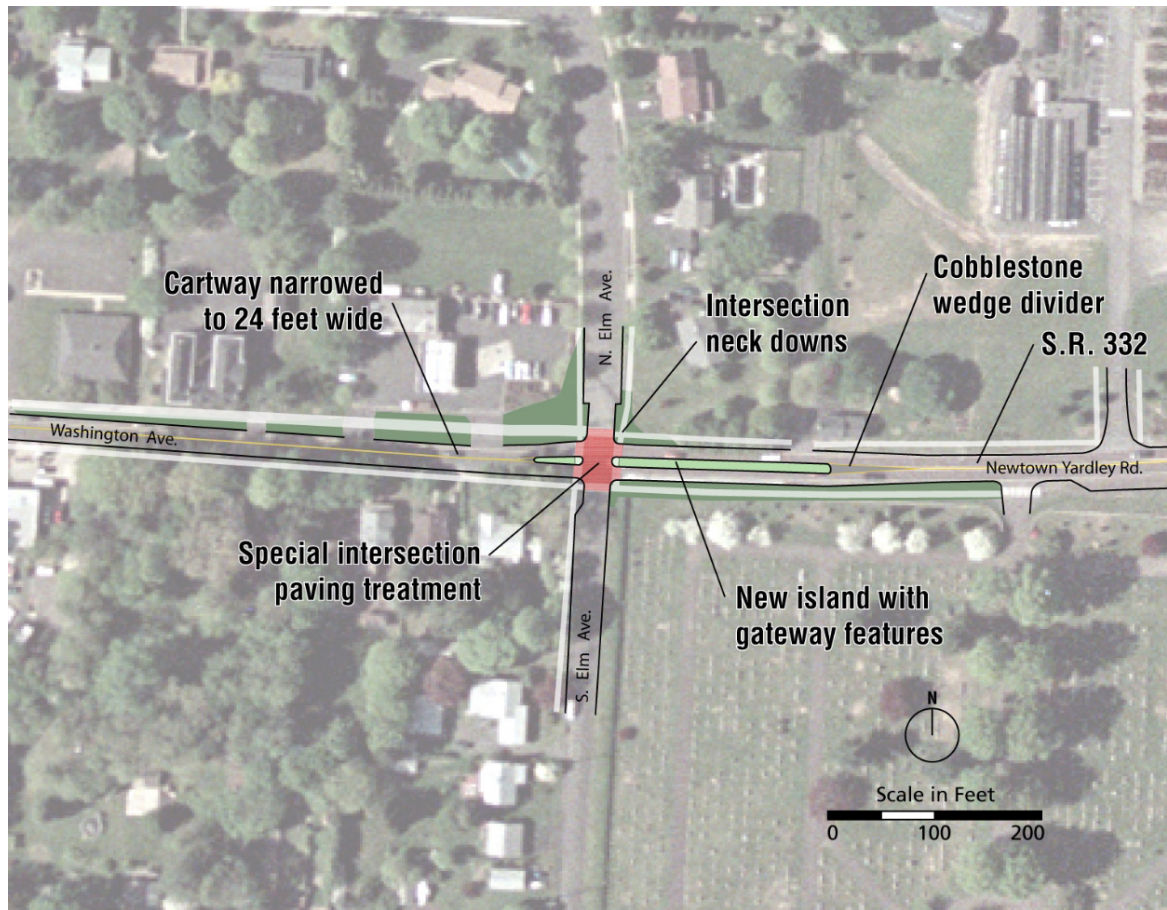 Cartway narrowed
to 24 feet wide
N. Elm Ave.
Intersection
neck downs
Cobblestone
wedge divider
S.R. 332
Washington Ave.
Newtown Yardley Rd.
Special intersection
paving treatment
S. Elm Ave.
New island with
gateway features
N
Scale in Feet
0 100 200